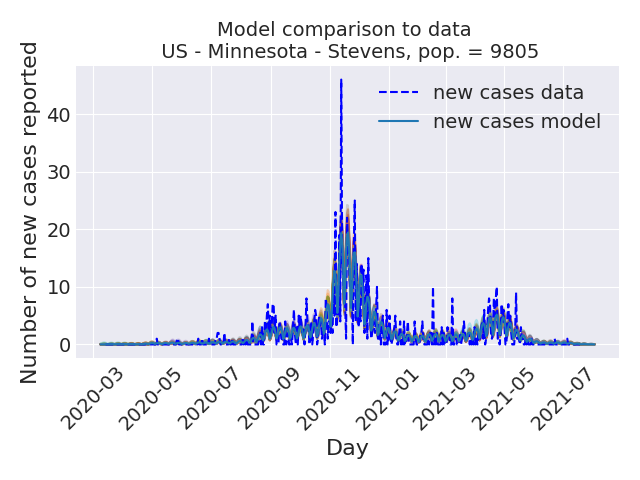 Model comparison to data
US - Minnesota - Stevens, pop. = 9805
Number of new cases reported
40
30
20
10
0
new cases data
new cases model
2020-03
2020-05
2020-07
2020-09
2020-11
2021-01
2021-03
2021-05
2021-07
Day